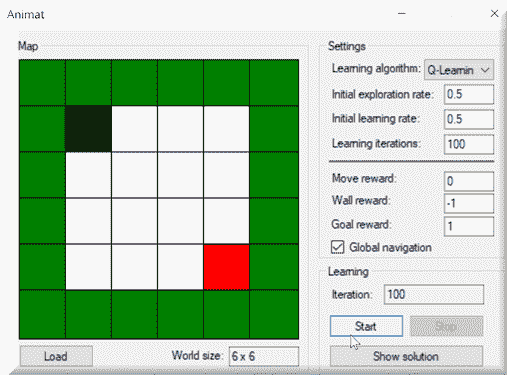 Animat
Map
Settings
Learning algorithm: Q-Learnin
Initial exploration rate: 0.5
Initial learning rate: 0.5
Learning iterations: 100
Move reward: 0
Wall reward: -1
Goal reward: 1
Global navigation
Learning
Iteration: 100
Start Stop
Load World size: 6 x 6 Show solution